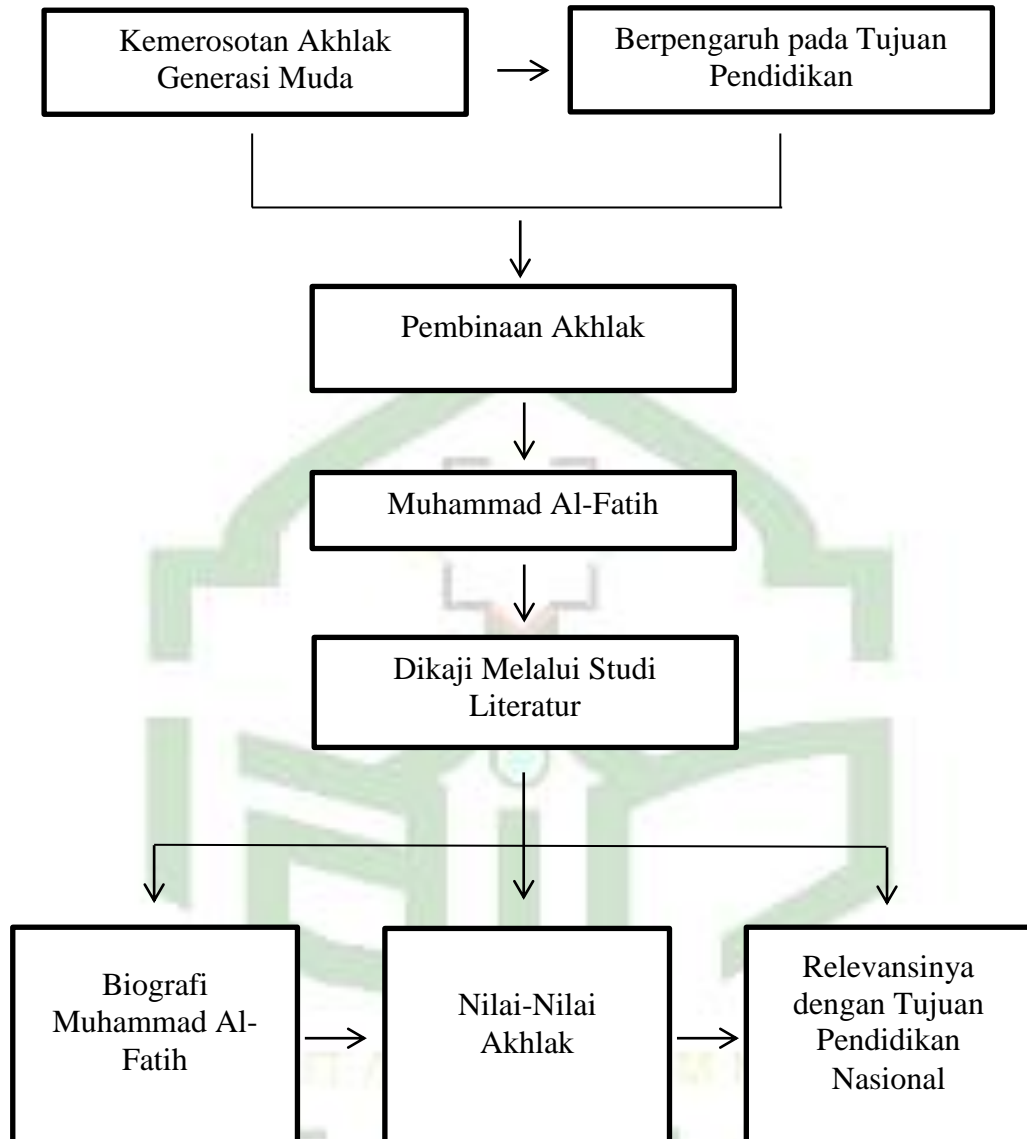 Kemerosotan Akhlak
Generasi Muda
Berpengaruh pada Tujuan
Pendidikan
Pembinaan Akhlak
Muhammad Al-Fatih
Dikaji Melalui Studi
Literatur
Biografi
Muhammad Al-
Fatih
Nilai-Nilai
Akhlak
Relevansinya
dengan Tujuan
Pendidikan
Nasional